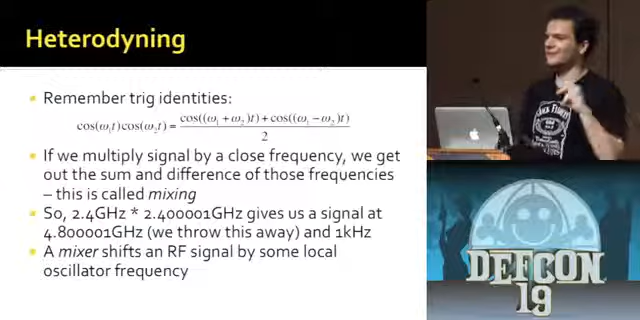 Heterodyning
Remember trig identities:
cos(ω₁t)cos(ω₂t) = cos((ω₁ + ω₂)t) + cos((ω₁ − ω₂)t) / 2
If we multiply signal by a close frequency, we get
out the sum and difference of those frequencies
– this is called mixing
So, 2.4GHz * 2.400001GHz gives us a signal at
4.800001GHz (we throw this away) and 1kHz
A mixer shifts an RF signal by some local
oscillator frequency
DEFCON
19